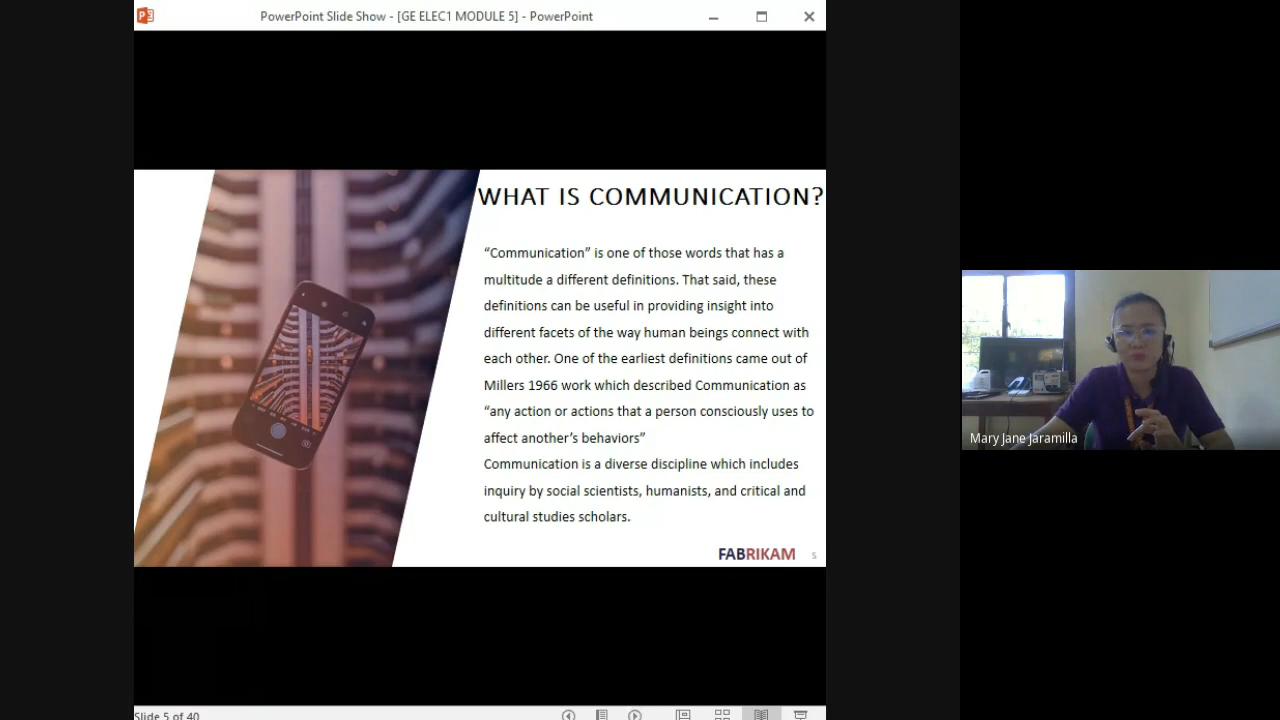 PowerPoint Slide Show - [GE ELEC1 MODULE 5] - PowerPoint
WHAT IS COMMUNICATION?
“Communication” is one of those words that has a
multitude a different definitions. That said, these
definitions can be useful in providing insight into
different facets of the way human beings connect with
each other. One of the earliest definitions came out of
Millers 1966 work which described Communication as
“any action or actions that a person consciously uses to
affect another’s behaviors”
Communication is a diverse discipline which includes
inquiry by social scientists, humanists, and critical and
cultural studies scholars.
FABRIKAM
5
Mary Jane Jaramilla
Slide 5 of 40